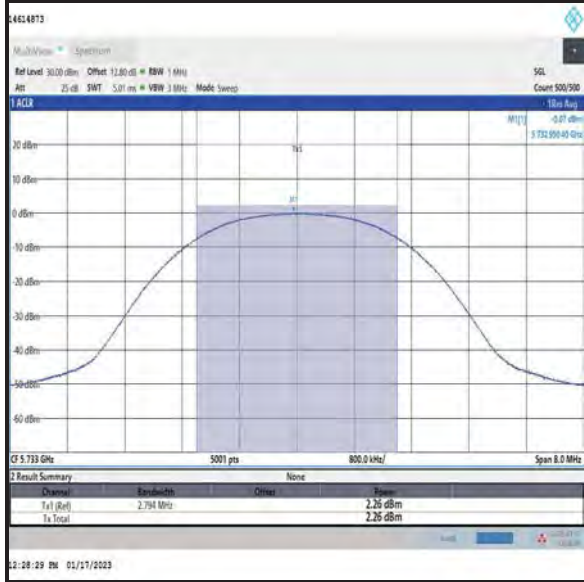 14614873
MultiView Spectrum
Ref Level 30.00 dBm Offset 12.80 dB RBW 1 MHz SGL
Att 25 dB SWT 5.01 ms VBW 3 MHz Mode Sweep Count 500/500
1 ACLR 1Rm Avg
M1[1] -0.07 dBm
5.73295040 GHz
20 dBm
Tx1
10 dBm
M1
0 dBm
-10 dBm
-20 dBm
-30 dBm
-40 dBm
-50 dBm
-60 dBm
CF 5.733 GHz 5001 pts 800.0 kHz/ Span 8.0 MHz
2 Result Summary None
Channel Bandwidth Offset Power
Tx1 (Ref) 2.794 MHz 2.26 dBm
Tx Total 2.26 dBm
12:28:29 PM 01/17/2023